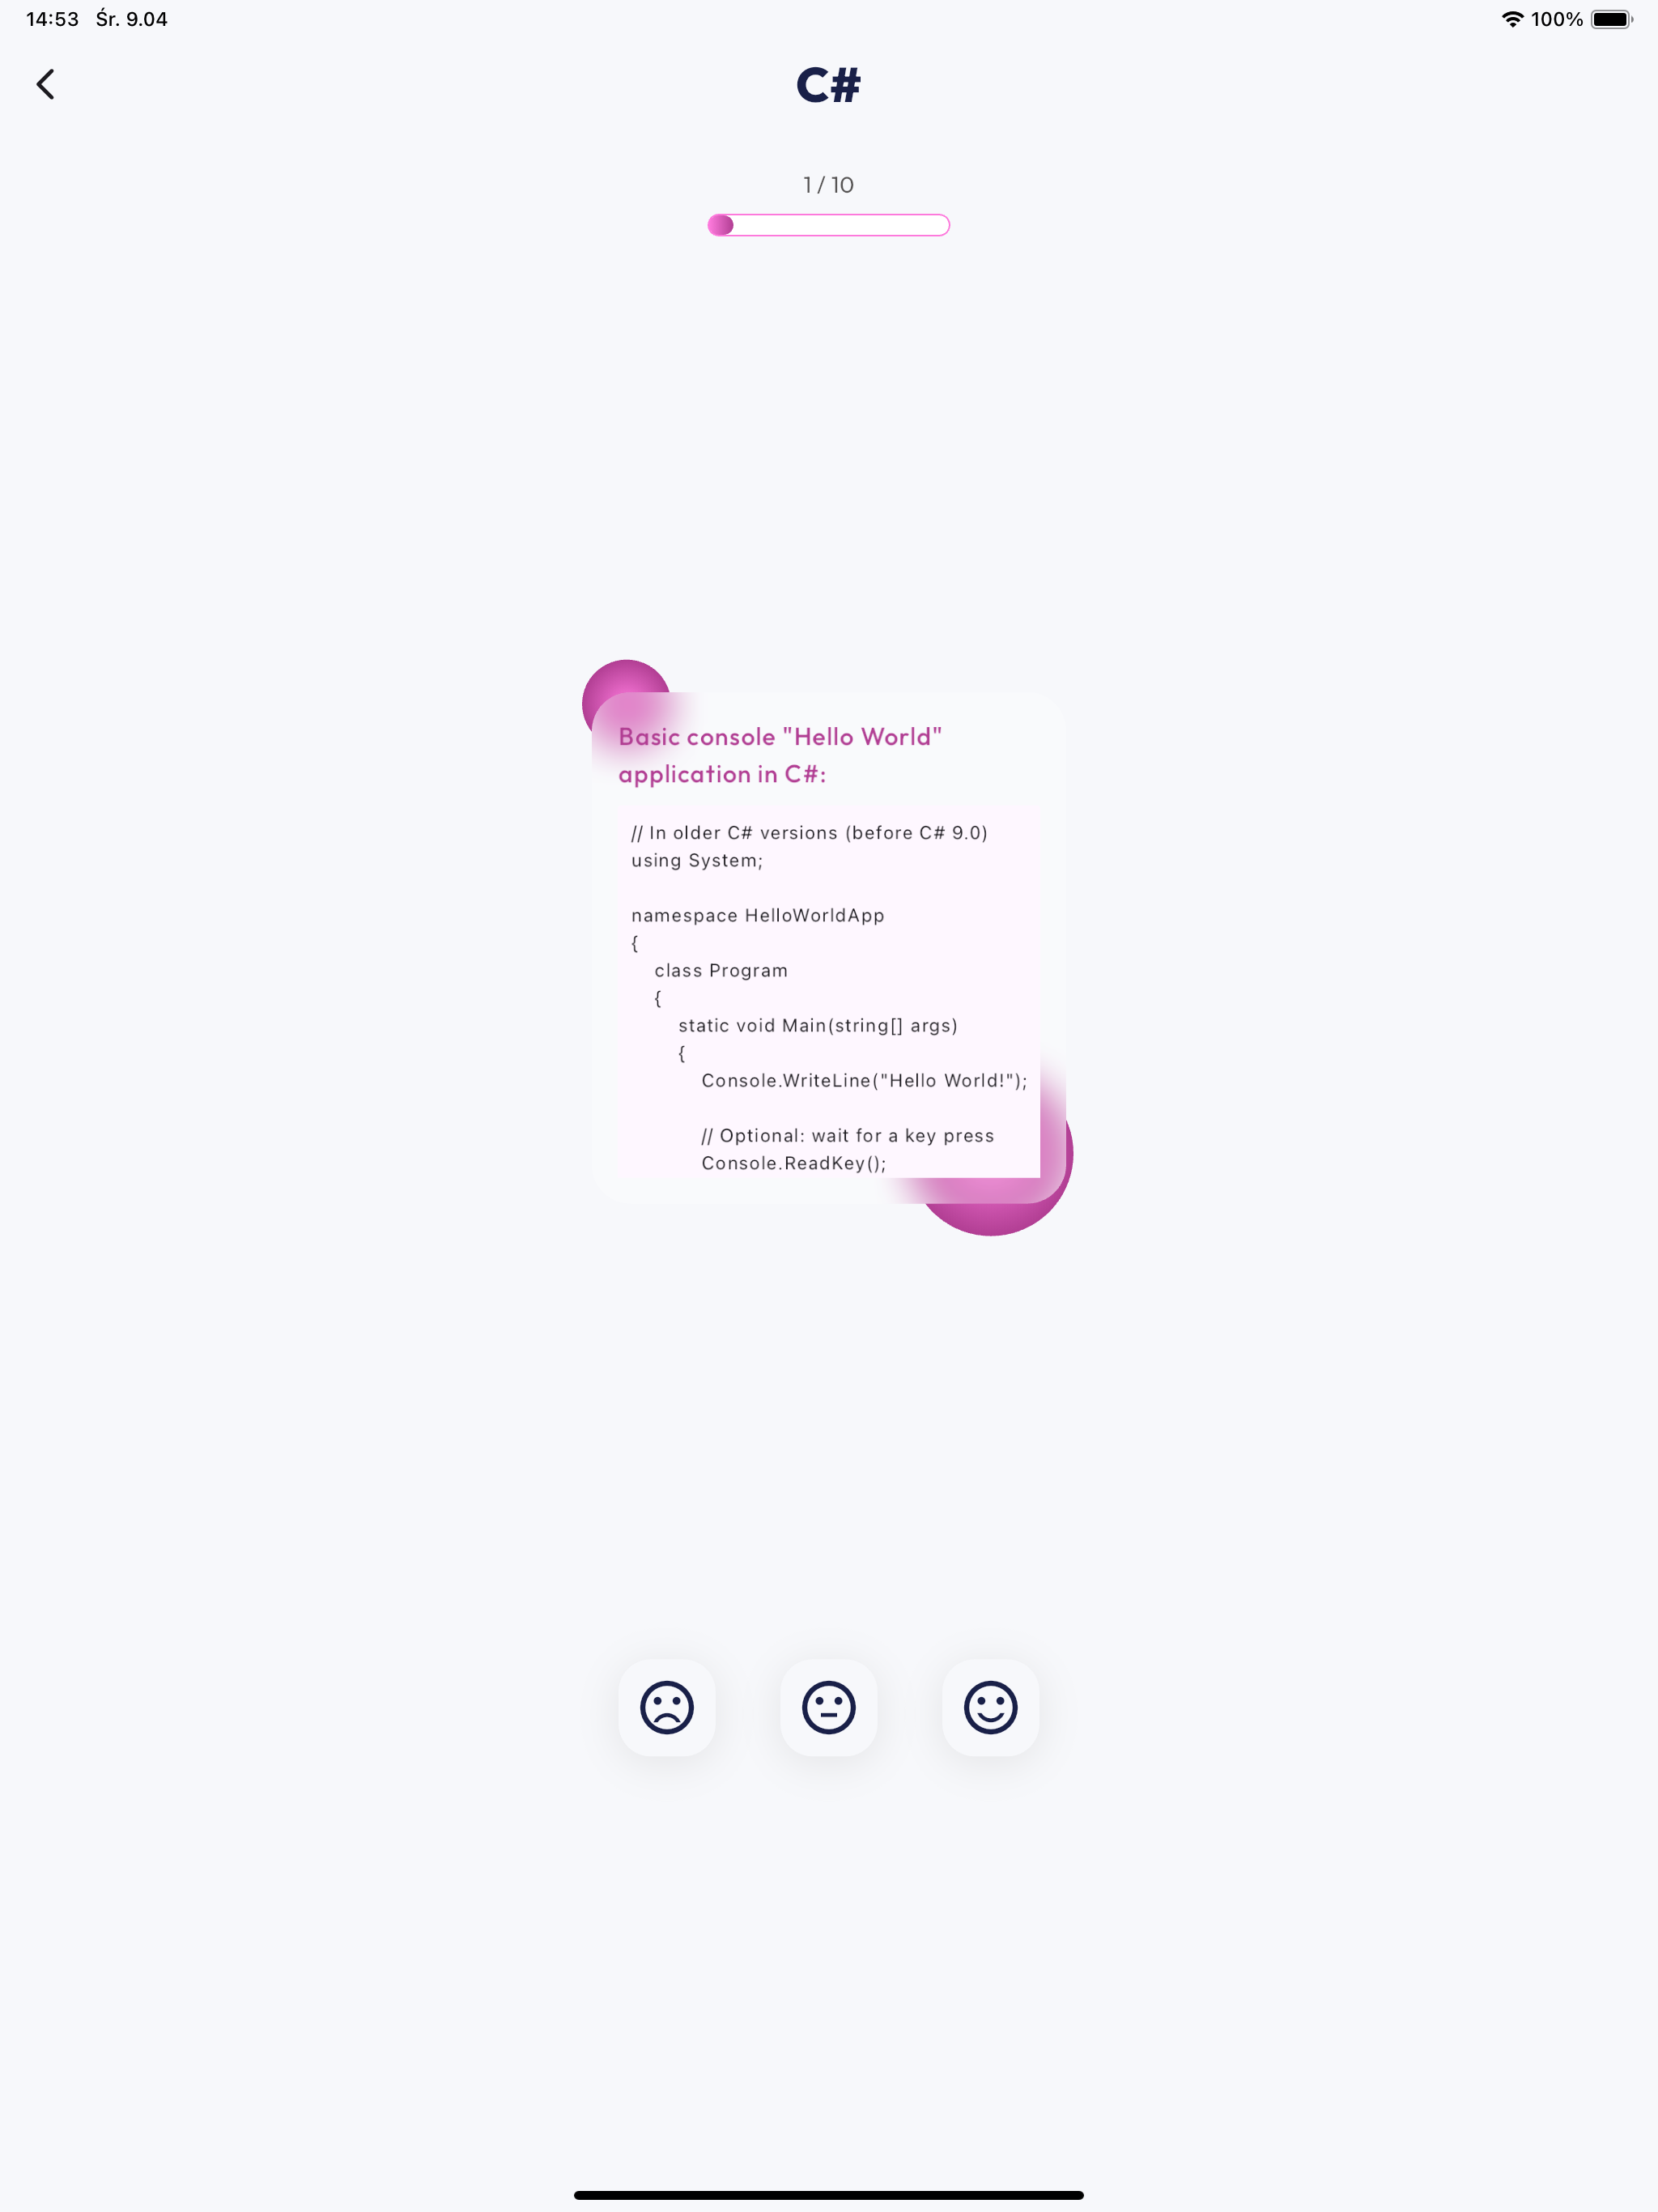 14:53 Śr. 9.04 100%
C#
1 / 10
Basic console "Hello World"
application in C#:
// In older C# versions (before C# 9.0)
using System;
namespace HelloWorldApp
{
class Program
{
static void Main(string[] args)
{
Console.WriteLine("Hello World!");
// Optional: wait for a key press
Console.ReadKey();